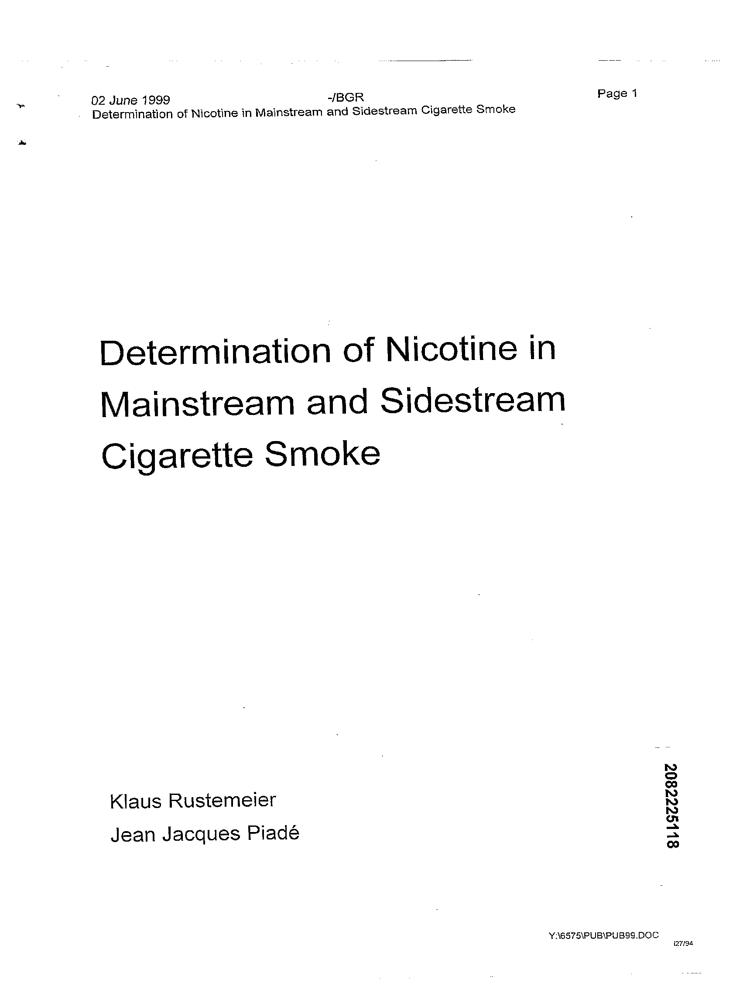 02 June 1999 -/BGR Page 1
Determination of Nicotine in Mainstream and Sidestream Cigarette Smoke
Determination of Nicotine in
Mainstream and Sidestream
Cigarette Smoke
Klaus Rustemeier
Jean Jacques Piadé
2082225118
Y:\6575\PUB\PUB99.DOC
I27/94